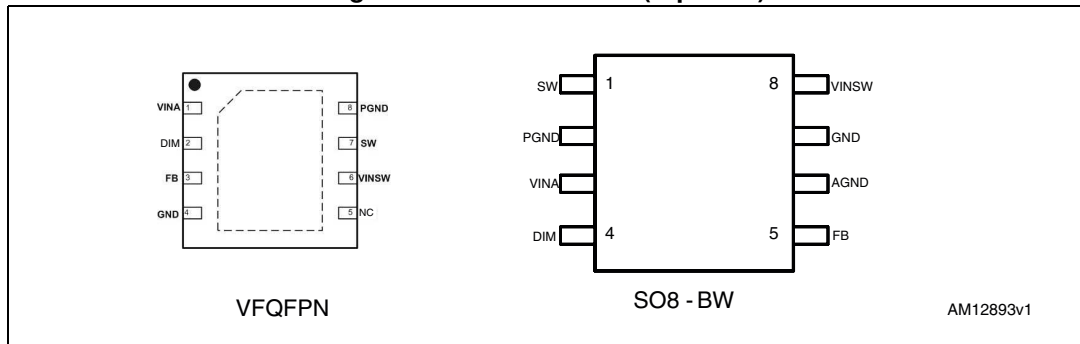 VINA 1
DIM 2
FB 3
GND 4
8 PGND
7 SW
6 VINSW
5 NC
VFQFPN
SW 1
PGND
VINA
DIM 4
8 VINSW
GND
AGND
5 FB
SO8 - BW
AM12893v1